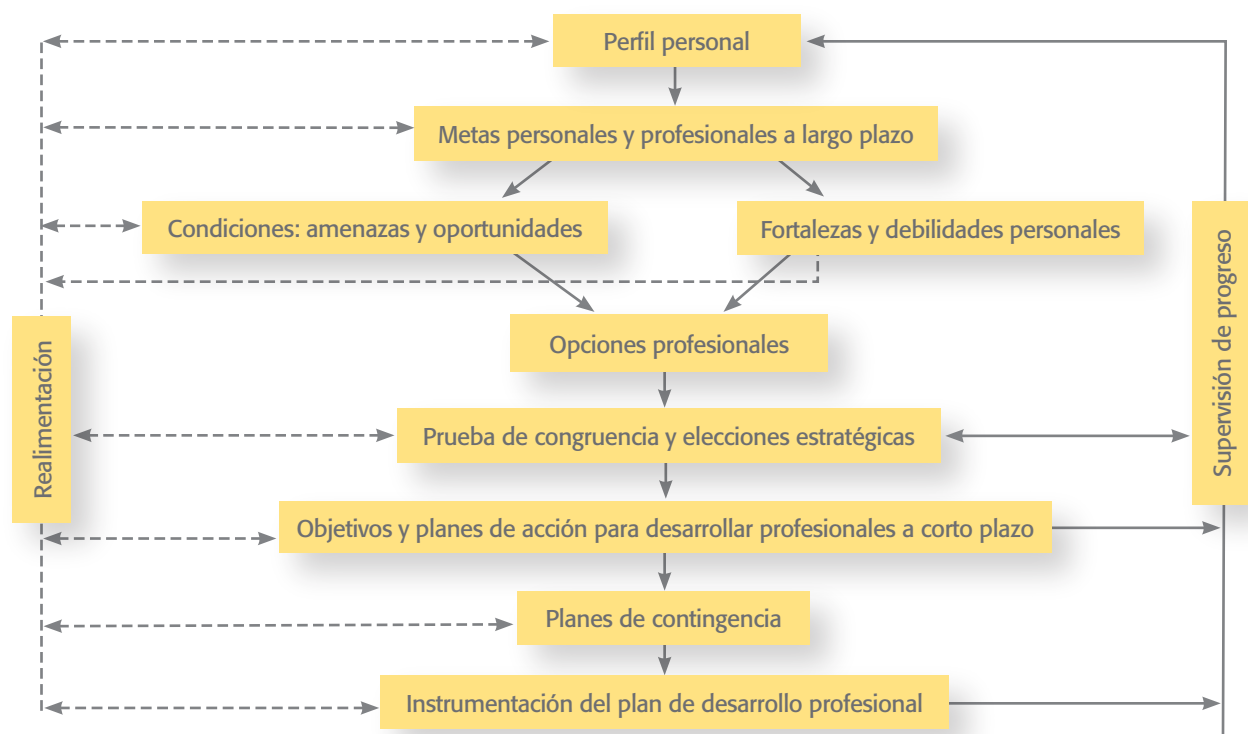 Perfil personal
Metas personales y profesionales a largo plazo
Condiciones: amenazas y oportunidades
Fortalezas y debilidades personales
Opciones profesionales
Realimentación
Supervisión de progreso
Prueba de congruencia y elecciones estratégicas
Objetivos y planes de acción para desarrollar profesionales a corto plazo
Planes de contingencia
Instrumentación del plan de desarrollo profesional